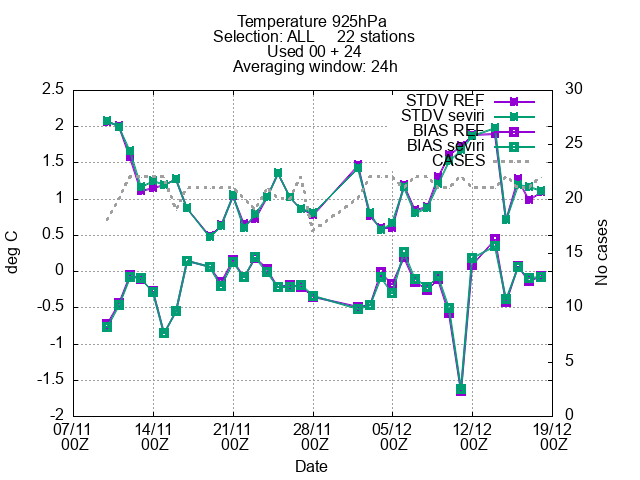 Temperature 925hPa
Selection: ALL     22 stations
Used 00 + 24
Averaging window: 24h
STDV REF
STDV seviri
BIAS REF
BIAS seviri
CASES
2.5
2
1.5
1
0.5
0
-0.5
-1
-1.5
-2
30
25
20
15
10
5
0
deg C
No cases
07/11 14/11 21/11 28/11 05/12 12/12 19/12
00Z 00Z 00Z 00Z 00Z 00Z 00Z
Date